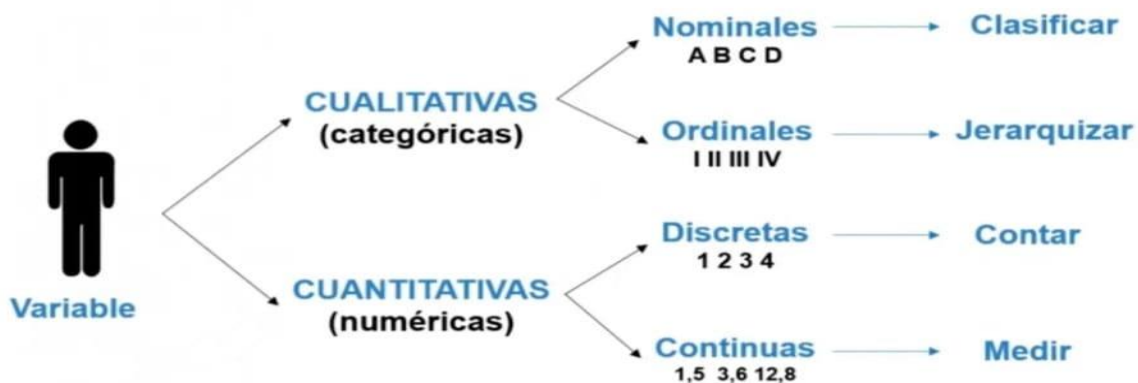 Variable
CUALITATIVAS
(categóricas)
Nominales
A B C D
Clasificar
Ordinales
I II III IV
Jerarquizar
CUANTITATIVAS
(numéricas)
Discretas
1 2 3 4
Contar
Continuas
1,5 3,6 12,8
Medir